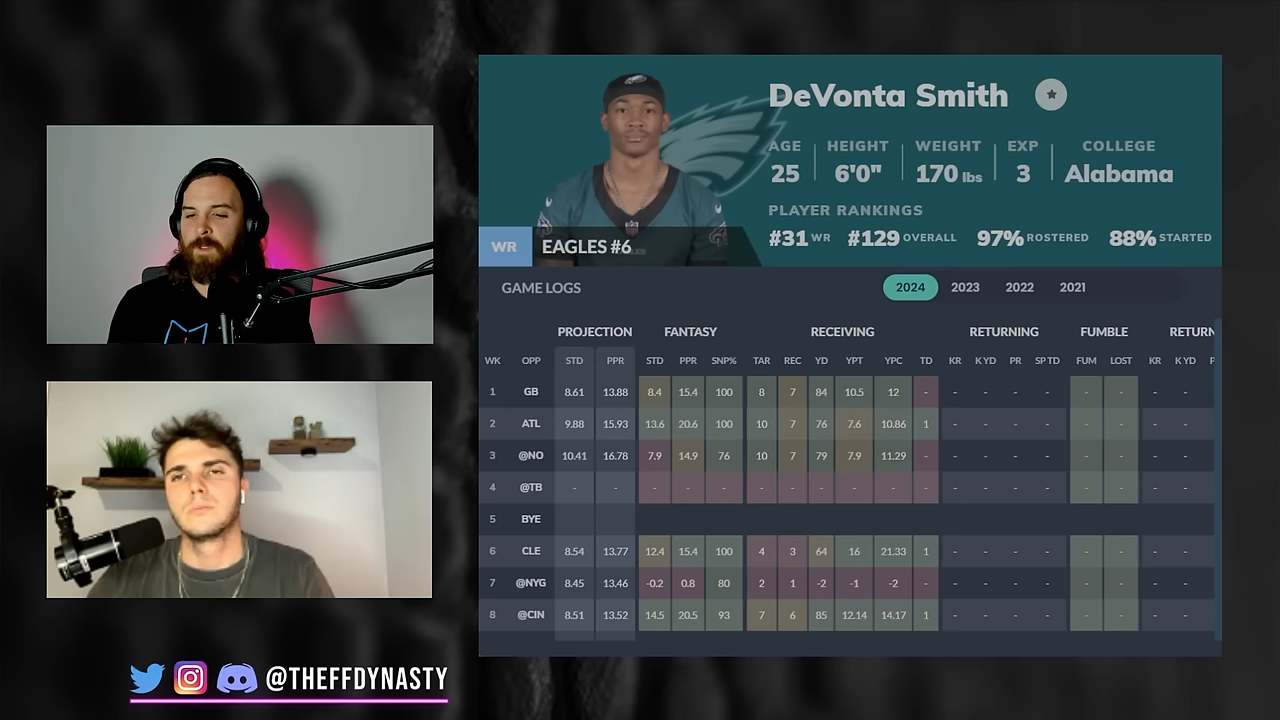 DeVonta Smith
AGE HEIGHT WEIGHT EXP COLLEGE
25 6'0" 170 lbs 3 Alabama
PLAYER RANKINGS
#31 WR #129 OVERALL 97% ROSTERED 88% STARTED
WR EAGLES #6
GAME LOGS 2024 2023 2022 2021
PROJECTION FANTASY RECEIVING RETURNING FUMBLE RETURN
WK OPP STD PPR STD PPR SNP% TAR REC YD YPT YPC TD KR K YD PR SP TD FUM LOST KR K YD
1 GB 8.61 13.88 8.4 15.4 100 8 7 84 10.5 12 - - - - - - - - -
2 ATL 9.88 15.93 13.6 20.6 100 10 7 76 7.6 10.86 1 - - - - - - - -
3 @NO 10.41 16.78 7.9 14.9 76 10 7 79 7.9 11.29 - - - - - - - - -
4 @TB - - - - - - - - - - - - - - - - - - -
5 BYE
6 CLE 8.54 13.77 12.4 15.4 100 4 3 64 16 21.33 1 - - - - - - - -
7 @NYG 8.45 13.46 -0.2 0.8 80 2 1 -2 -1 -2 - - - - - - - - -
8 @CIN 8.51 13.52 14.5 20.5 93 7 6 85 12.14 14.17 1 - - - - - - - -
@THEFFDYNASTY